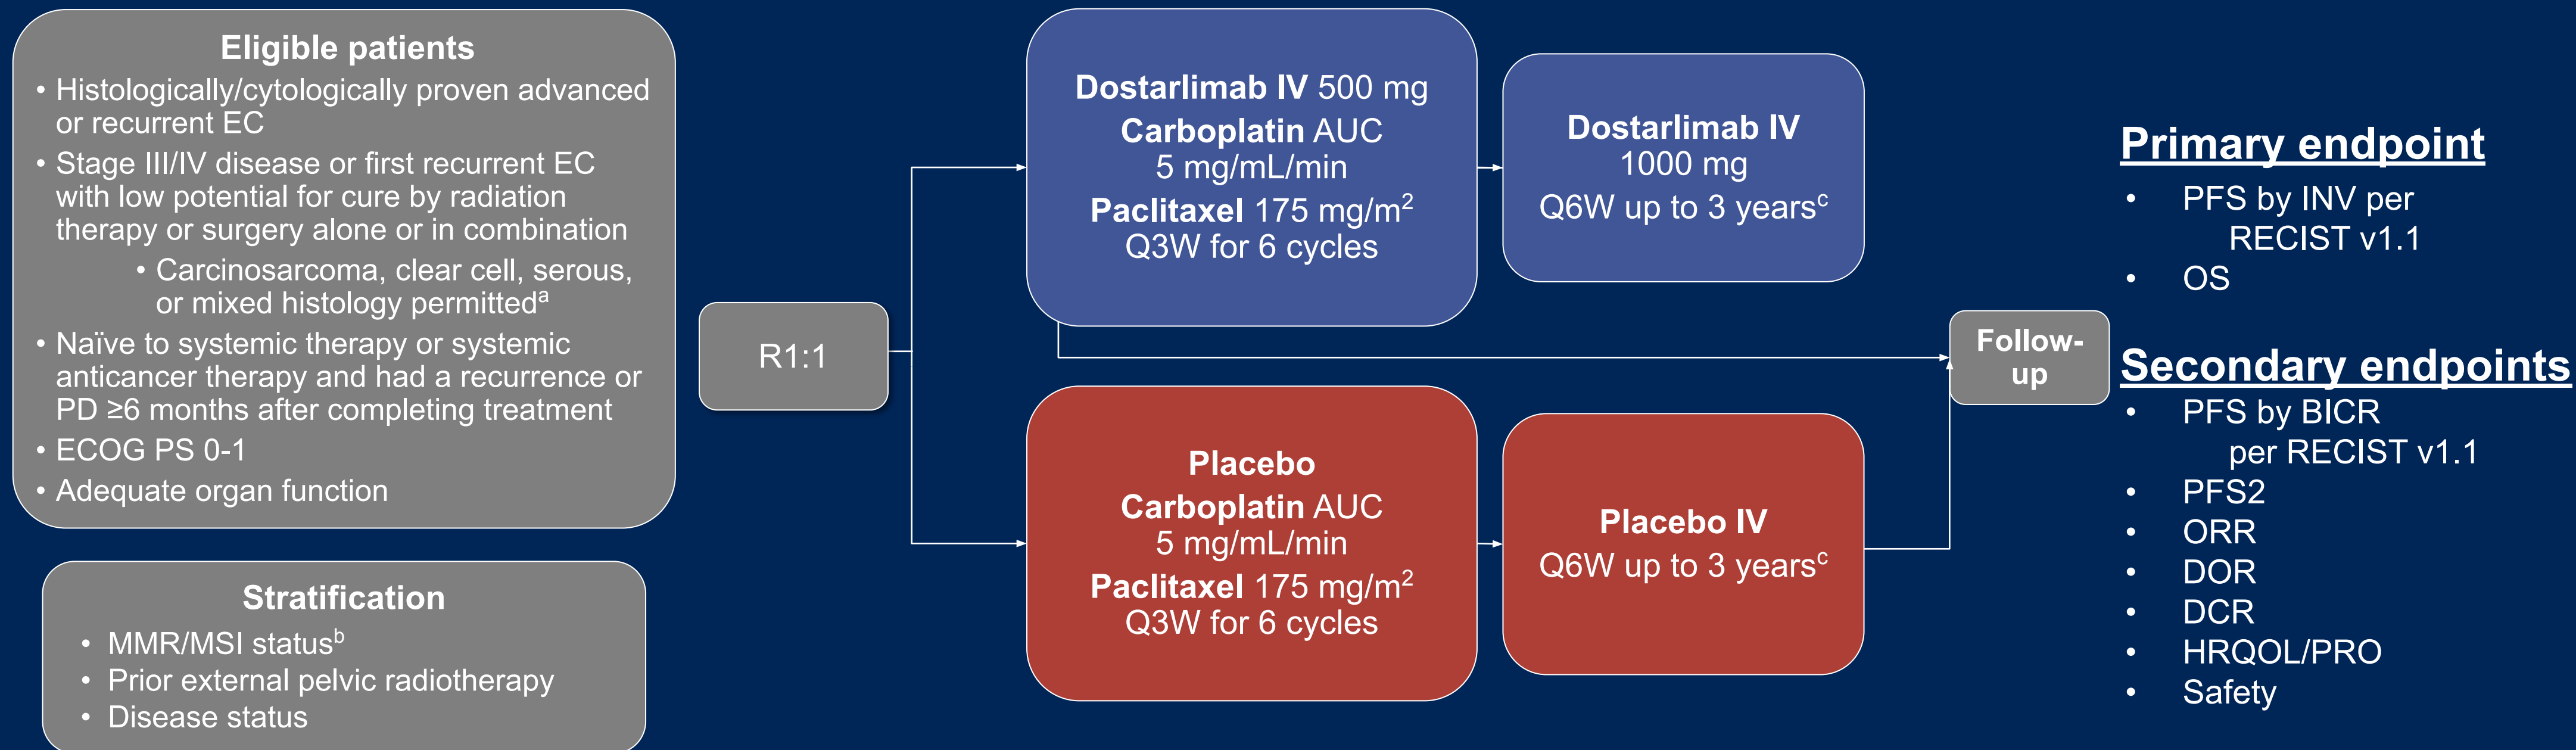 Eligible patients
• Histologically/cytologically proven advanced
or recurrent EC
• Stage III/IV disease or first recurrent EC
with low potential for cure by radiation
therapy or surgery alone or in combination
• Carcinosarcoma, clear cell, serous,
or mixed histology permittedᵃ
• Naïve to systemic therapy or systemic
anticancer therapy and had a recurrence or
PD ≥6 months after completing treatment
• ECOG PS 0-1
• Adequate organ function
Stratification
• MMR/MSI statusᵇ
• Prior external pelvic radiotherapy
• Disease status
R1:1
Dostarlimab IV 500 mg
Carboplatin AUC
5 mg/mL/min
Paclitaxel 175 mg/m²
Q3W for 6 cycles
Dostarlimab IV
1000 mg
Q6W up to 3 yearsᶜ
Placebo
Carboplatin AUC
5 mg/mL/min
Paclitaxel 175 mg/m²
Q3W for 6 cycles
Placebo IV
Q6W up to 3 yearsᶜ
Follow-
up
Primary endpoint
• PFS by INV per
RECIST v1.1
• OS
Secondary endpoints
• PFS by BICR
per RECIST v1.1
• PFS2
• ORR
• DOR
• DCR
• HRQOL/PRO
• Safety